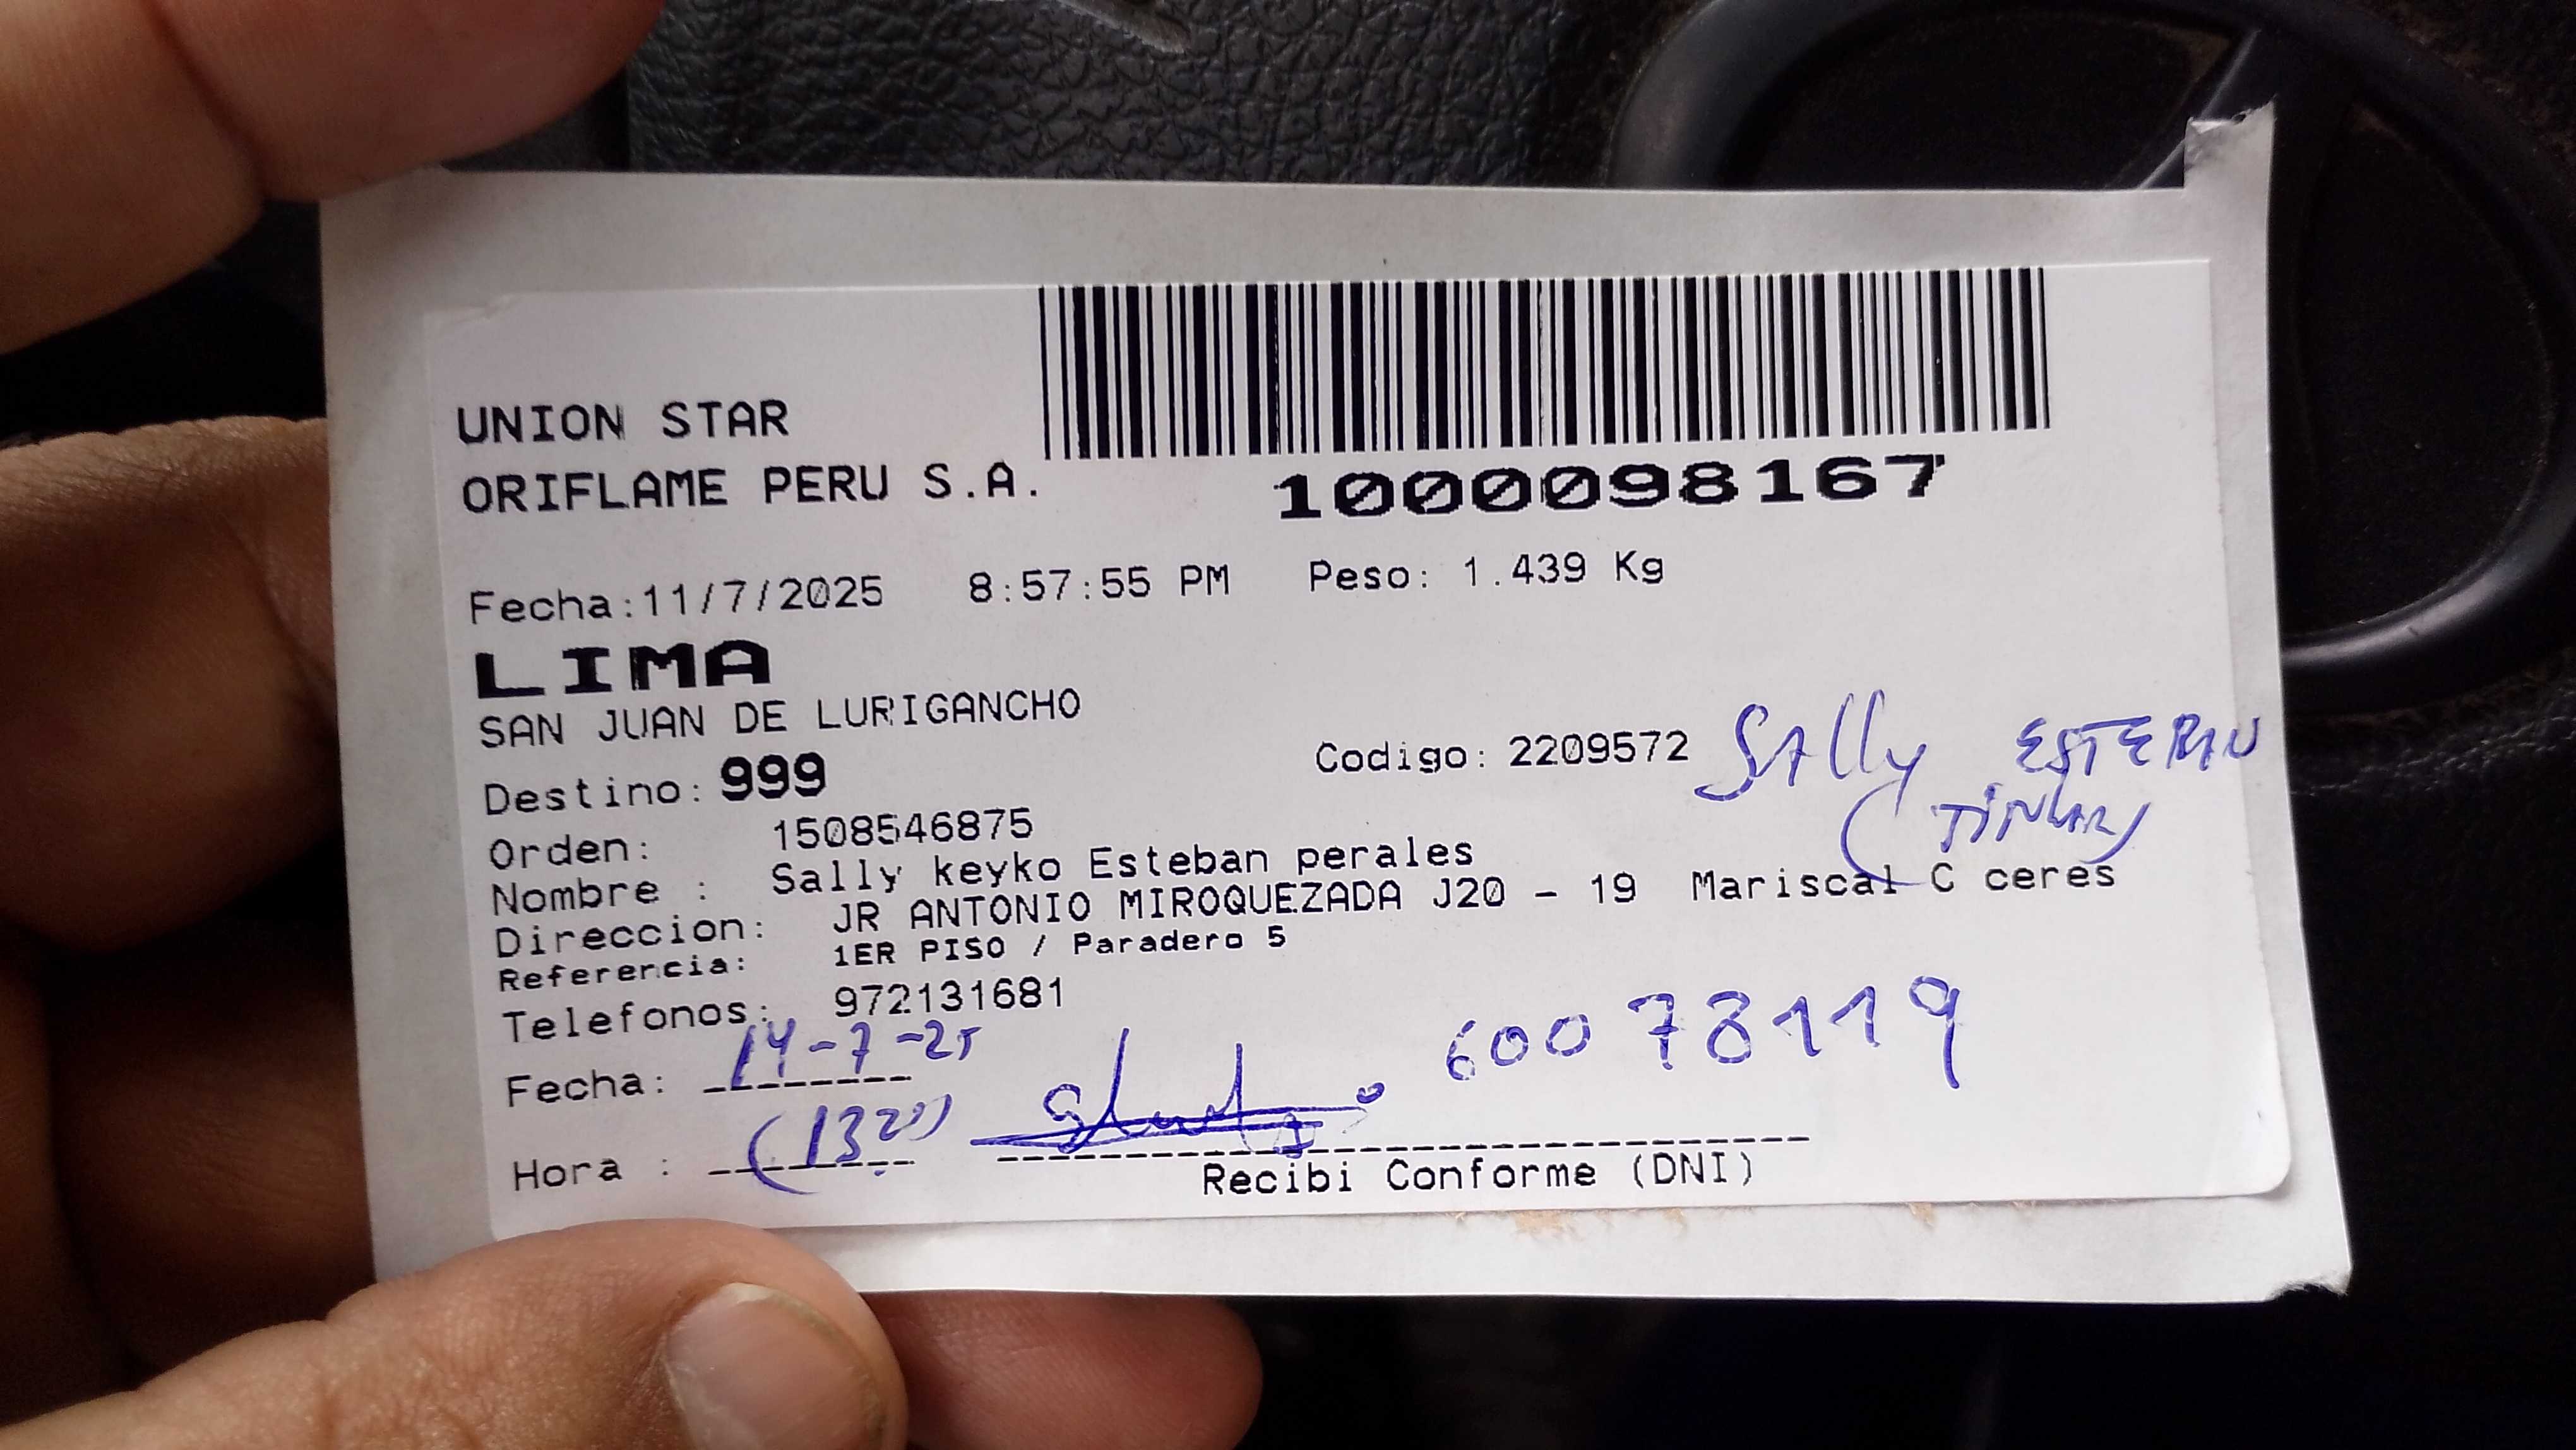 UNION STAR
ORIFLAME PERU S.A.
1000098167
Fecha:11/7/2025 8:57:55 PM Peso: 1.439 Kg
LIMA
SAN JUAN DE LURIGANCHO
Destino: 999
Codigo: 2209572 Sally ESTEBAN
Orden: 1508546875
Nombre : Sally keyko Esteban perales
Direccion: JR ANTONIO MIROQUEZADA J20 - 19 Mariscal C ceres
Referencia: 1ER PISO / Paradero 5
Telefonos: 972131681
Fecha: 14-7-25
60078119
Hora : (1320)
Recibi Conforme (DNI)